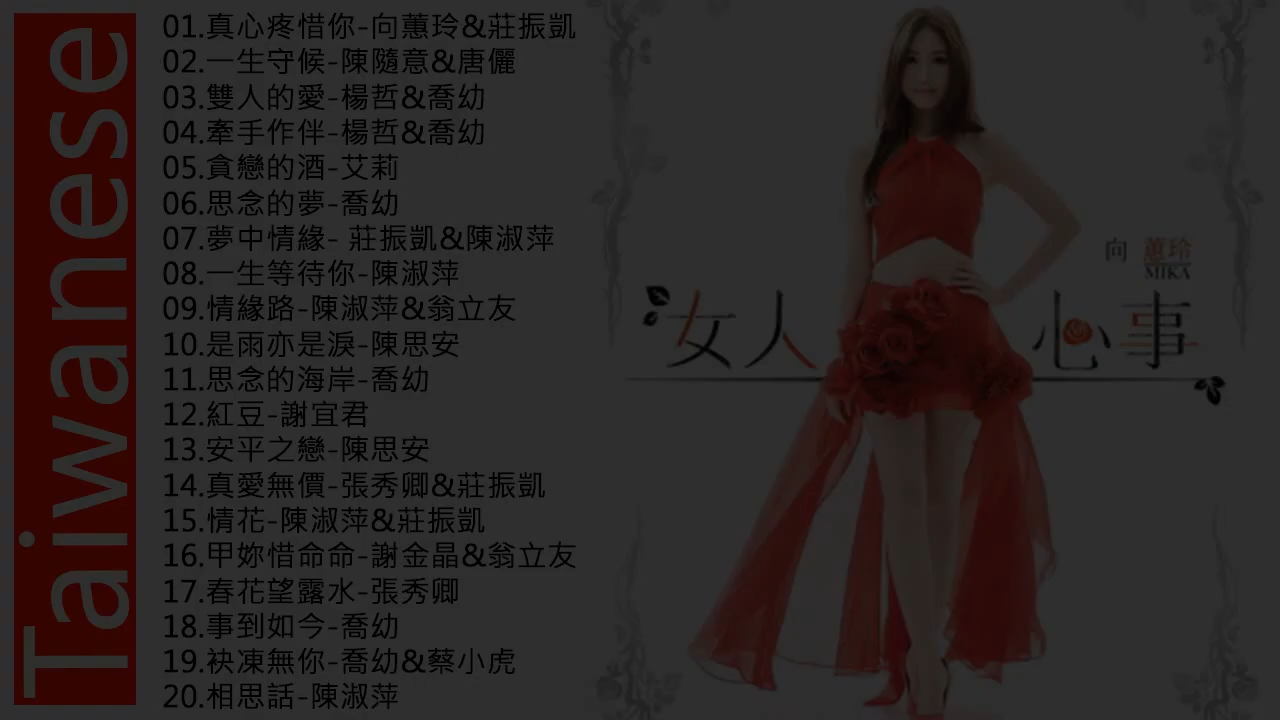 Taiwanese
01.真心疼惜你-向蕙玲&莊振凱
02.一生守候-陳隨意&唐儷
03.雙人的愛-楊哲&喬幼
04.牽手作伴-楊哲&喬幼
05.貪戀的酒-艾莉
06.思念的夢-喬幼
07.夢中情緣- 莊振凱&陳淑萍
08.一生等待你-陳淑萍
09.情緣路-陳淑萍&翁立友
10.是雨亦是淚-陳思安
11.思念的海岸-喬幼
12.紅豆-謝宜君
13.安平之戀-陳思安
14.真愛無價-張秀卿&莊振凱
15.情花-陳淑萍&莊振凱
16.甲妳惜命命-謝金晶&翁立友
17.春花望露水-張秀卿
18.事到如今-喬幼
19.袂凍無你-喬幼&蔡小虎
20.相思話-陳淑萍
向 蕙玲
MIKA
女人心事